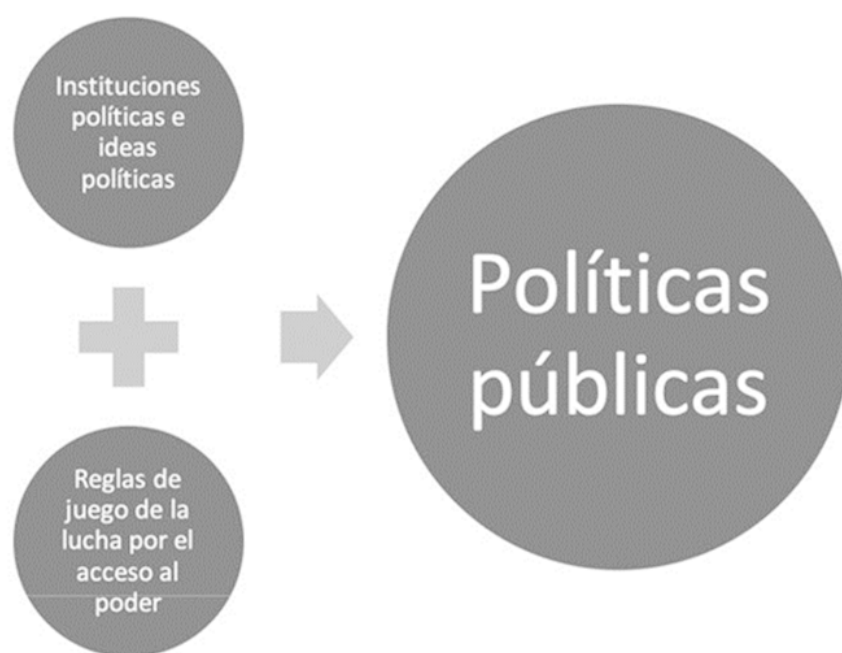 Instituciones
políticas e
ideas
políticas
Políticas
públicas
Reglas de
juego de la
lucha por el
acceso al
poder